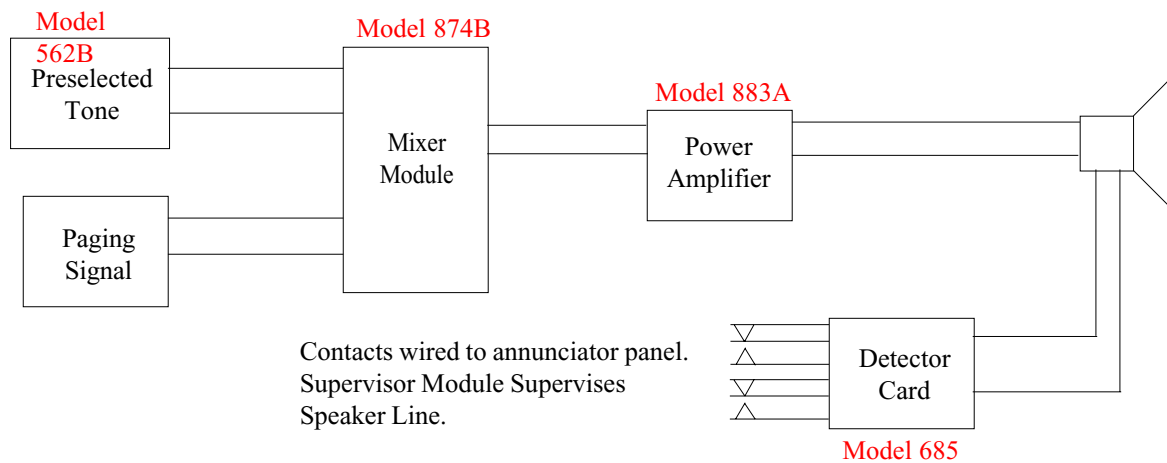 Model
562B
Preselected
Tone
Model 874B
Mixer
Module
Model 883A
Power
Amplifier
Paging
Signal
Contacts wired to annunciator panel.
Supervisor Module Supervises
Speaker Line.
Detector
Card
Model 685